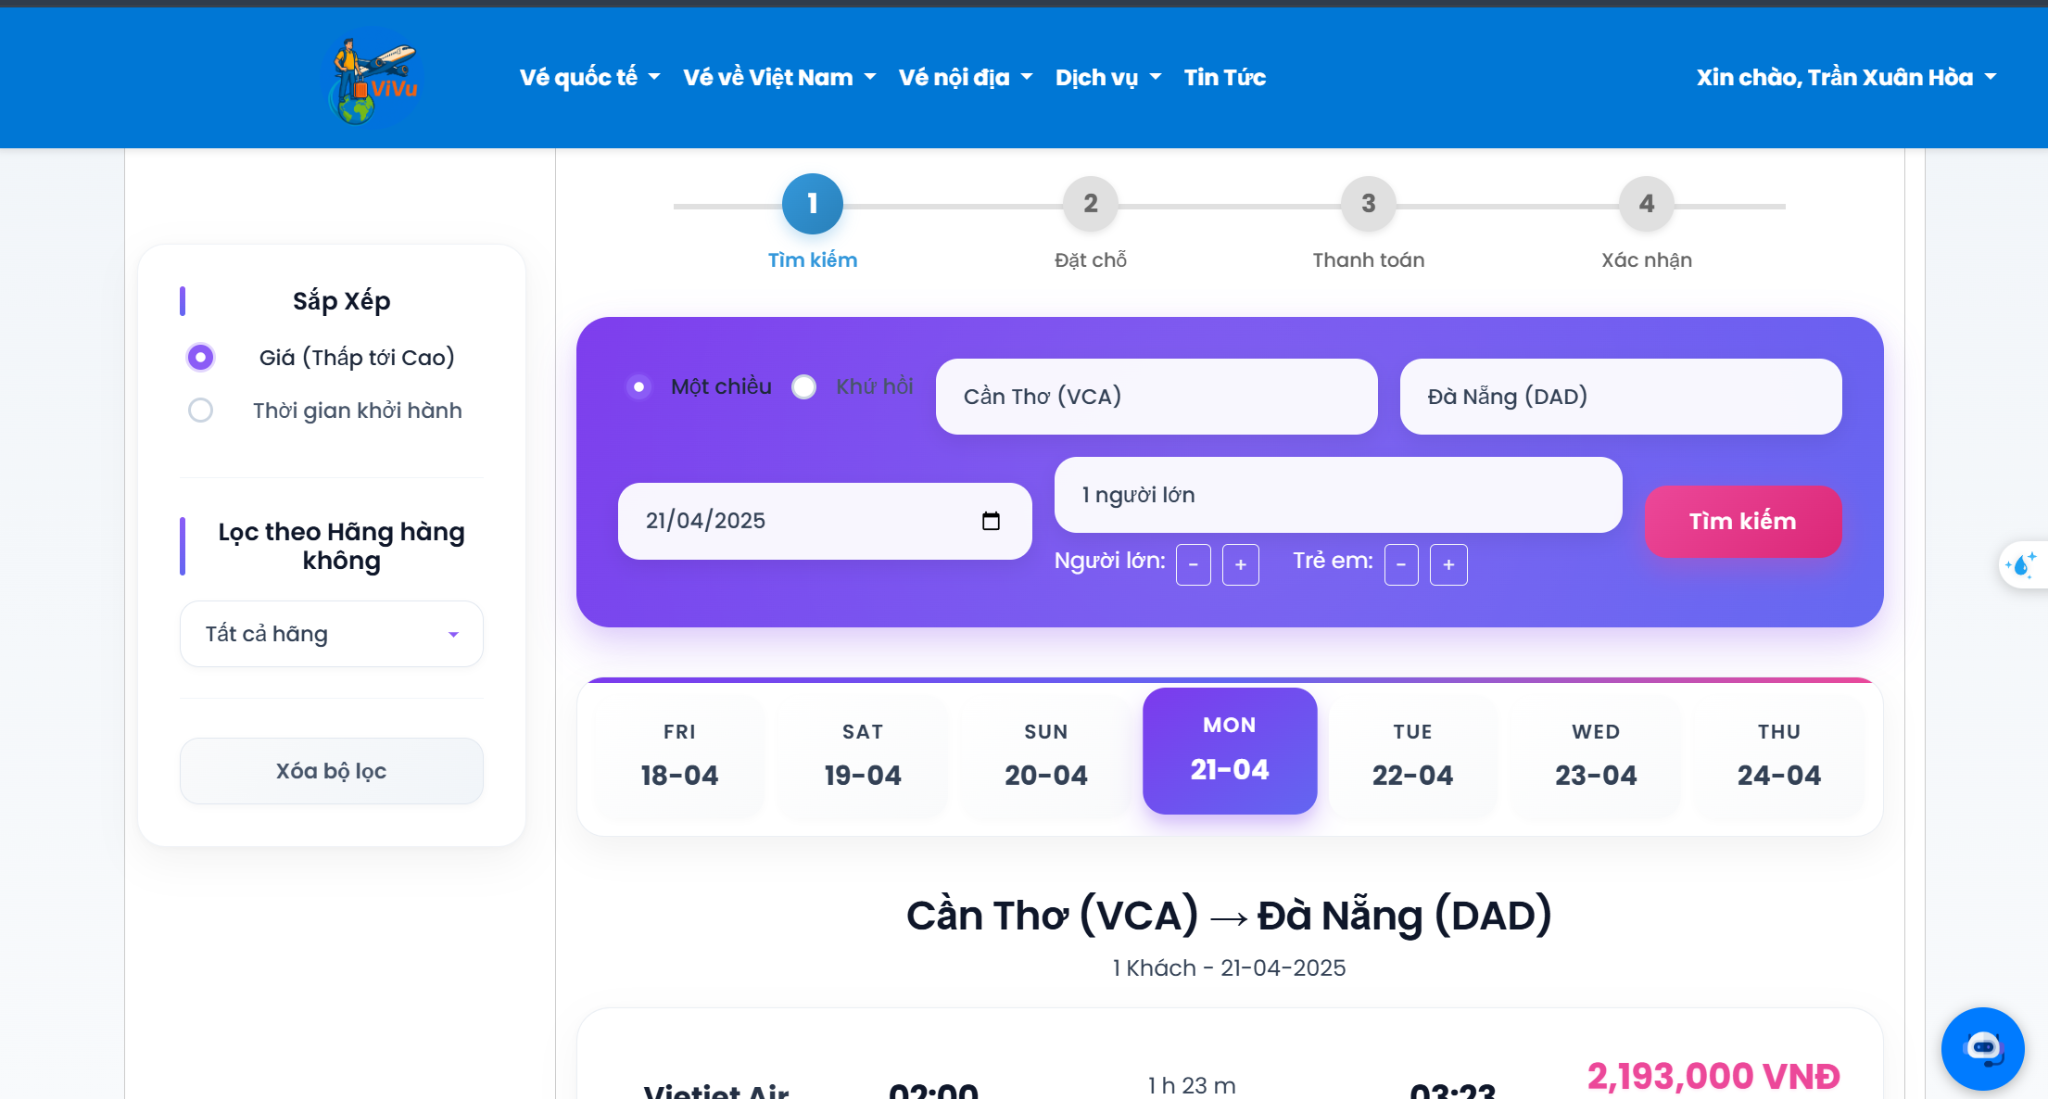 ViVu
Vé quốc tế
Vé về Việt Nam
Vé nội địa
Dịch vụ
Tin Tức
Xin chào, Trần Xuân Hòa
1
2
3
4
Tìm kiếm
Đặt chỗ
Thanh toán
Xác nhận
Sắp Xếp
Giá (Thấp tới Cao)
Thời gian khởi hành
Lọc theo Hãng hàng
không
Tất cả hãng
Xóa bộ lọc
Một chiều
Khứ hồi
Cần Thơ (VCA)
Đà Nẵng (DAD)
21/04/2025
1 người lớn
Người lớn: - +
Trẻ em: - +
Tìm kiếm
FRI
18-04
SAT
19-04
SUN
20-04
MON
21-04
TUE
22-04
WED
23-04
THU
24-04
Cần Thơ (VCA) → Đà Nẵng (DAD)
1 Khách - 21-04-2025
Vietjet Air
02:00
1 h 23 m
03:23
2,193,000 VNĐ